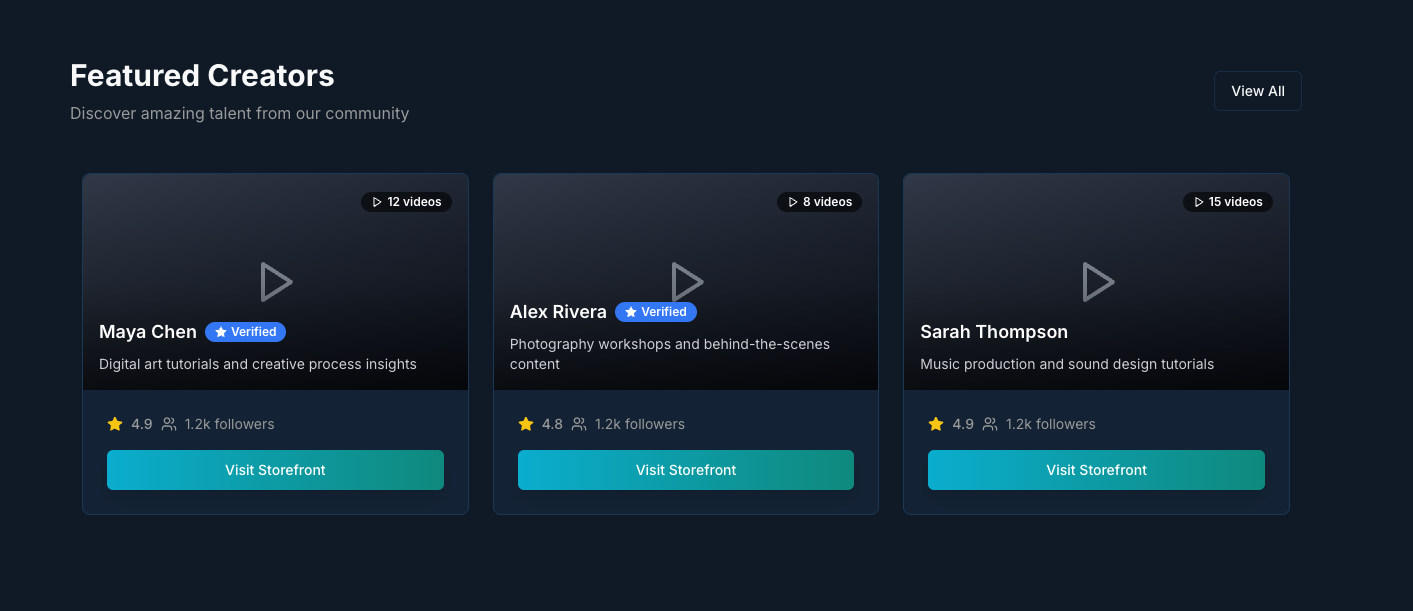 Featured Creators
Discover amazing talent from our community
View All
12 videos
Maya Chen Verified
Digital art tutorials and creative process insights
4.9 1.2k followers
Visit Storefront
8 videos
Alex Rivera Verified
Photography workshops and behind-the-scenes
content
4.8 1.2k followers
Visit Storefront
15 videos
Sarah Thompson
Music production and sound design tutorials
4.9 1.2k followers
Visit Storefront